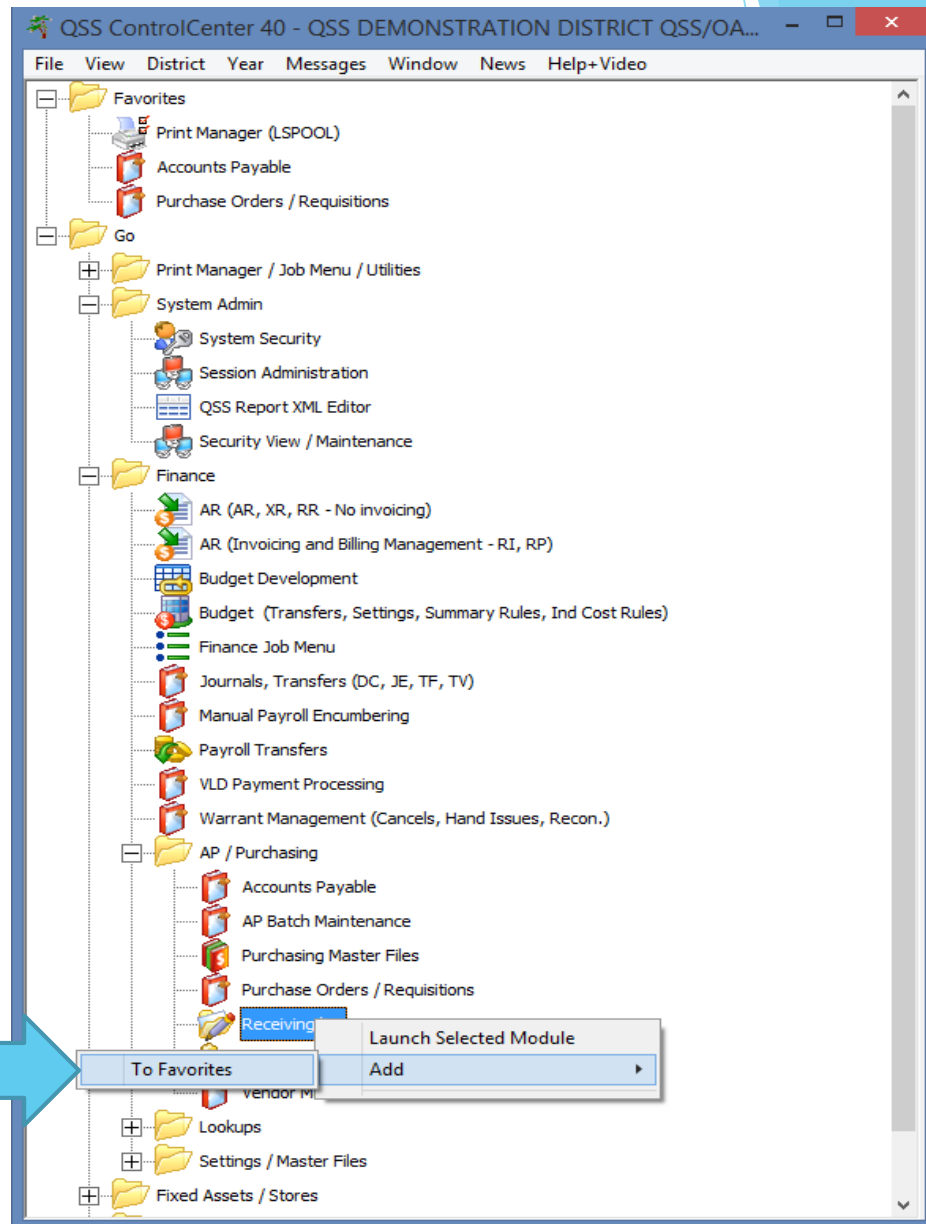 QSS ControlCenter 40 - QSS DEMONSTRATION DISTRICT QSS/OA...
File View District Year Messages Window News Help+Video
Favorites
Print Manager (LSPOOL)
Accounts Payable
Purchase Orders / Requisitions
Go
Print Manager / Job Menu / Utilities
System Admin
System Security
Session Administration
QSS Report XML Editor
Security View / Maintenance
Finance
AR (AR, XR, RR - No invoicing)
AR (Invoicing and Billing Management - RI, RP)
Budget Development
Budget (Transfers, Settings, Summary Rules, Ind Cost Rules)
Finance Job Menu
Journals, Transfers (DC, JE, TF, TV)
Manual Payroll Encumbering
Payroll Transfers
VLD Payment Processing
Warrant Management (Cancels, Hand Issues, Recon.)
AP / Purchasing
Accounts Payable
AP Batch Maintenance
Purchasing Master Files
Purchase Orders / Requisitions
Receiving
Launch Selected Module
To Favorites Add
Vendor
Lookups
Settings / Master Files
Fixed Assets / Stores